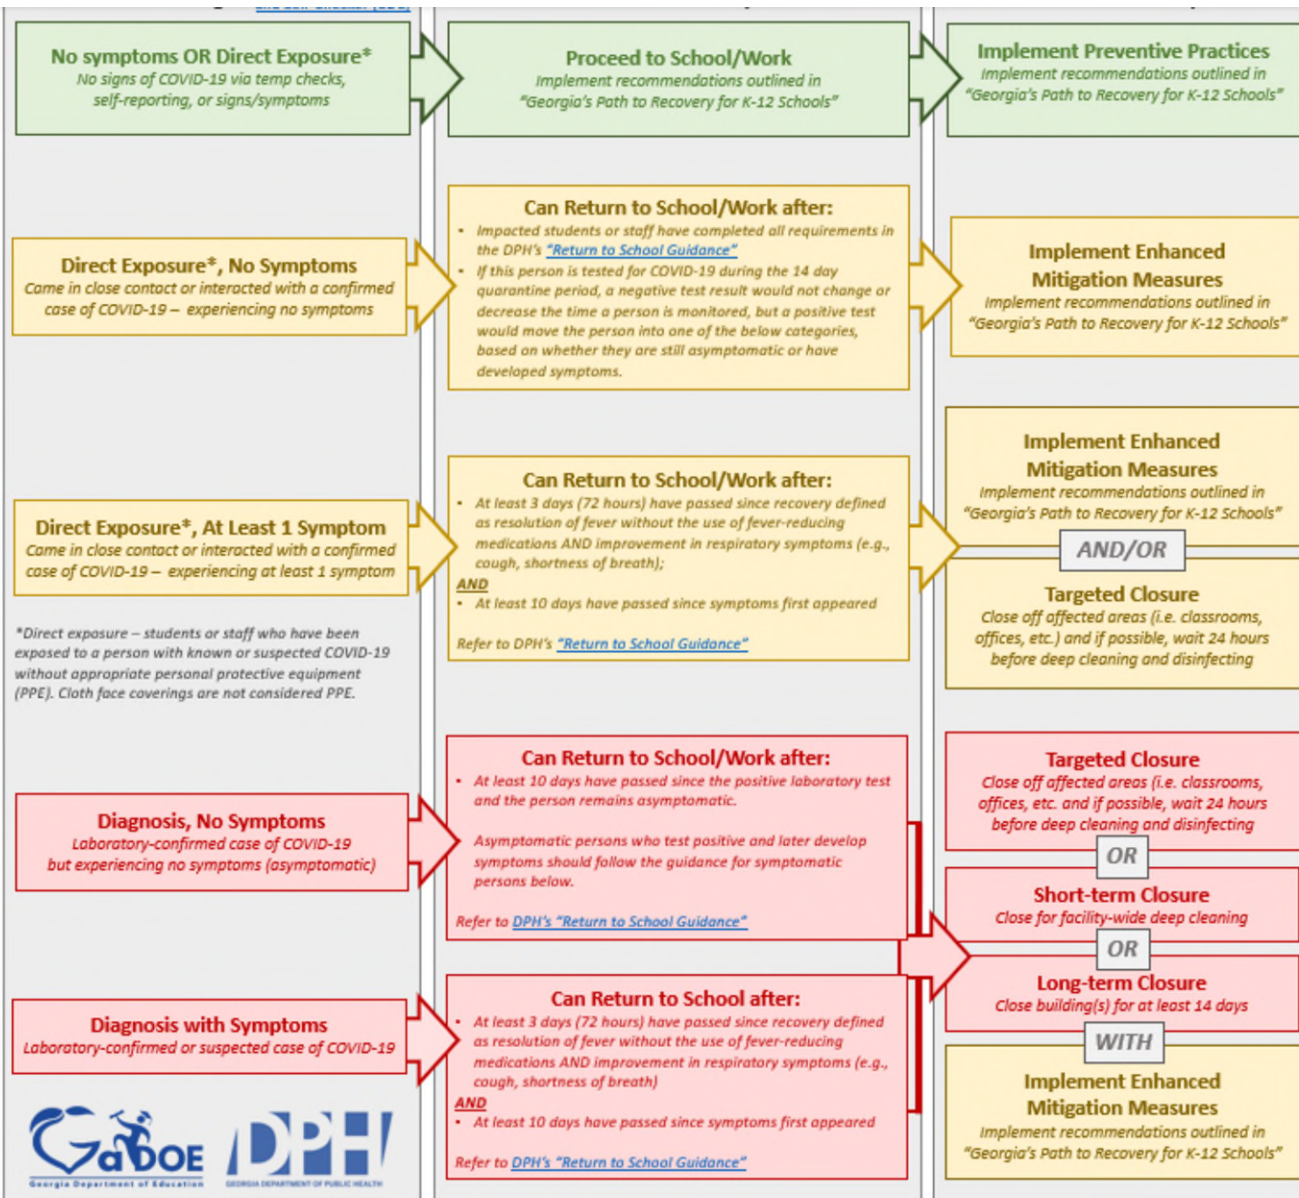 No symptoms OR Direct Exposure*
No signs of COVID-19 via temp checks,
self-reporting, or signs/symptoms
Proceed to School/Work
Implement recommendations outlined in
“Georgia’s Path to Recovery for K-12 Schools”
Implement Preventive Practices
Implement recommendations outlined in
“Georgia’s Path to Recovery for K-12 Schools”
Direct Exposure*, No Symptoms
Came in close contact or interacted with a confirmed
case of COVID-19 – experiencing no symptoms
Can Return to School/Work after:
• Impacted students or staff have completed all requirements in
the DPH’s “Return to School Guidance”
• If this person is tested for COVID-19 during the 14 day
quarantine period, a negative test result would not change or
decrease the time a person is monitored, but a positive test
would move the person into one of the below categories,
based on whether they are still asymptomatic or have
developed symptoms.
Implement Enhanced
Mitigation Measures
Implement recommendations outlined in
“Georgia’s Path to Recovery for K-12 Schools”
Direct Exposure*, At Least 1 Symptom
Came in close contact or interacted with a confirmed
case of COVID-19 – experiencing at least 1 symptom
*Direct exposure – students or staff who have been
exposed to a person with known or suspected COVID-19
without appropriate personal protective equipment
(PPE). Cloth face coverings are not considered PPE.
Can Return to School/Work after:
• At least 3 days (72 hours) have passed since recovery defined
as resolution of fever without the use of fever-reducing
medications AND improvement in respiratory symptoms (e.g.,
cough, shortness of breath);
AND
• At least 10 days have passed since symptoms first appeared
Refer to DPH’s “Return to School Guidance”
Implement Enhanced
Mitigation Measures
Implement recommendations outlined in
“Georgia’s Path to Recovery for K-12 Schools”
AND/OR
Targeted Closure
Close off affected areas (i.e. classrooms,
offices, etc.) and if possible, wait 24 hours
before deep cleaning and disinfecting
Diagnosis, No Symptoms
Laboratory-confirmed case of COVID-19
but experiencing no symptoms (asymptomatic)
Can Return to School/Work after:
• At least 10 days have passed since the positive laboratory test
and the person remains asymptomatic.
Asymptomatic persons who test positive and later develop
symptoms should follow the guidance for symptomatic
persons below.
Refer to DPH’s “Return to School Guidance”
Targeted Closure
Close off affected areas (i.e. classrooms,
offices, etc. and if possible, wait 24 hours
before deep cleaning and disinfecting
OR
Short-term Closure
Close for facility-wide deep cleaning
OR
Long-term Closure
Close building(s) for at least 14 days
WITH
Implement Enhanced
Mitigation Measures
Implement recommendations outlined in
“Georgia’s Path to Recovery for K-12 Schools”
Diagnosis with Symptoms
Laboratory-confirmed or suspected case of COVID-19
Can Return to School after:
• At least 3 days (72 hours) have passed since recovery defined
as resolution of fever without the use of fever-reducing
medications AND improvement in respiratory symptoms (e.g.,
cough, shortness of breath)
AND
• At least 10 days have passed since symptoms first appeared
Refer to DPH’s “Return to School Guidance”
GaDOE
Georgia Department of Education
DPH
GEORGIA DEPARTMENT OF PUBLIC HEALTH